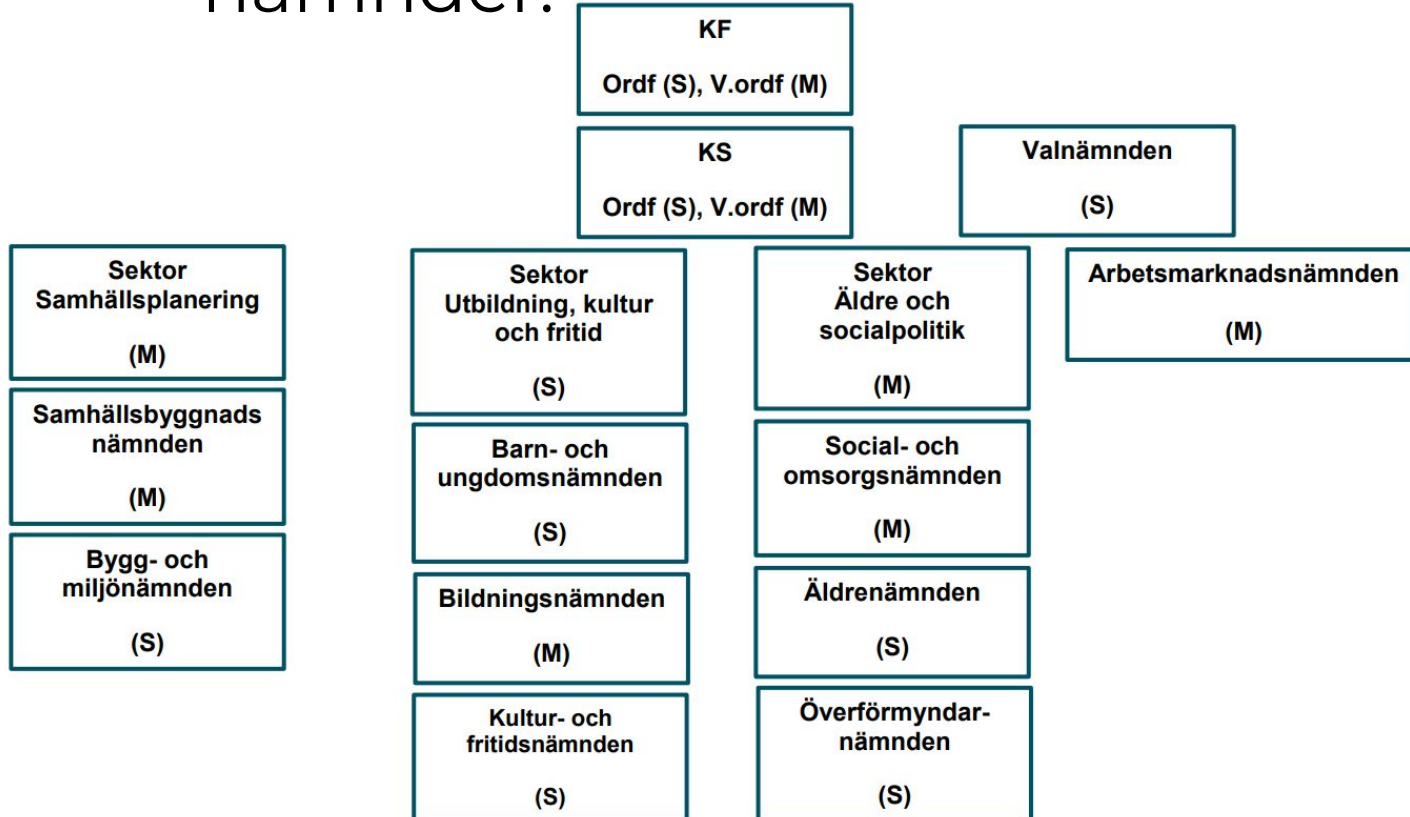 nämnder:
KF
Ordf (S), V.ordf (M)
KS
Ordf (S), V.ordf (M)
Valnämnden
(S)
Sektor
Samhällsplanering
(M)
Samhällsbyggnads
nämnden
(M)
Bygg- och
miljönämnden
(S)
Sektor
Utbildning, kultur
och fritid
(S)
Barn- och
ungdomsnämnden
(S)
Bildningsnämnden
(M)
Kultur- och
fritidsnämnden
(S)
Sektor
Äldre och
socialpolitik
(M)
Social- och
omsorgsnämnden
(M)
Äldrenämnden
(S)
Överförmyndar-
nämnden
(S)
Arbetsmarknadsnämnden
(M)